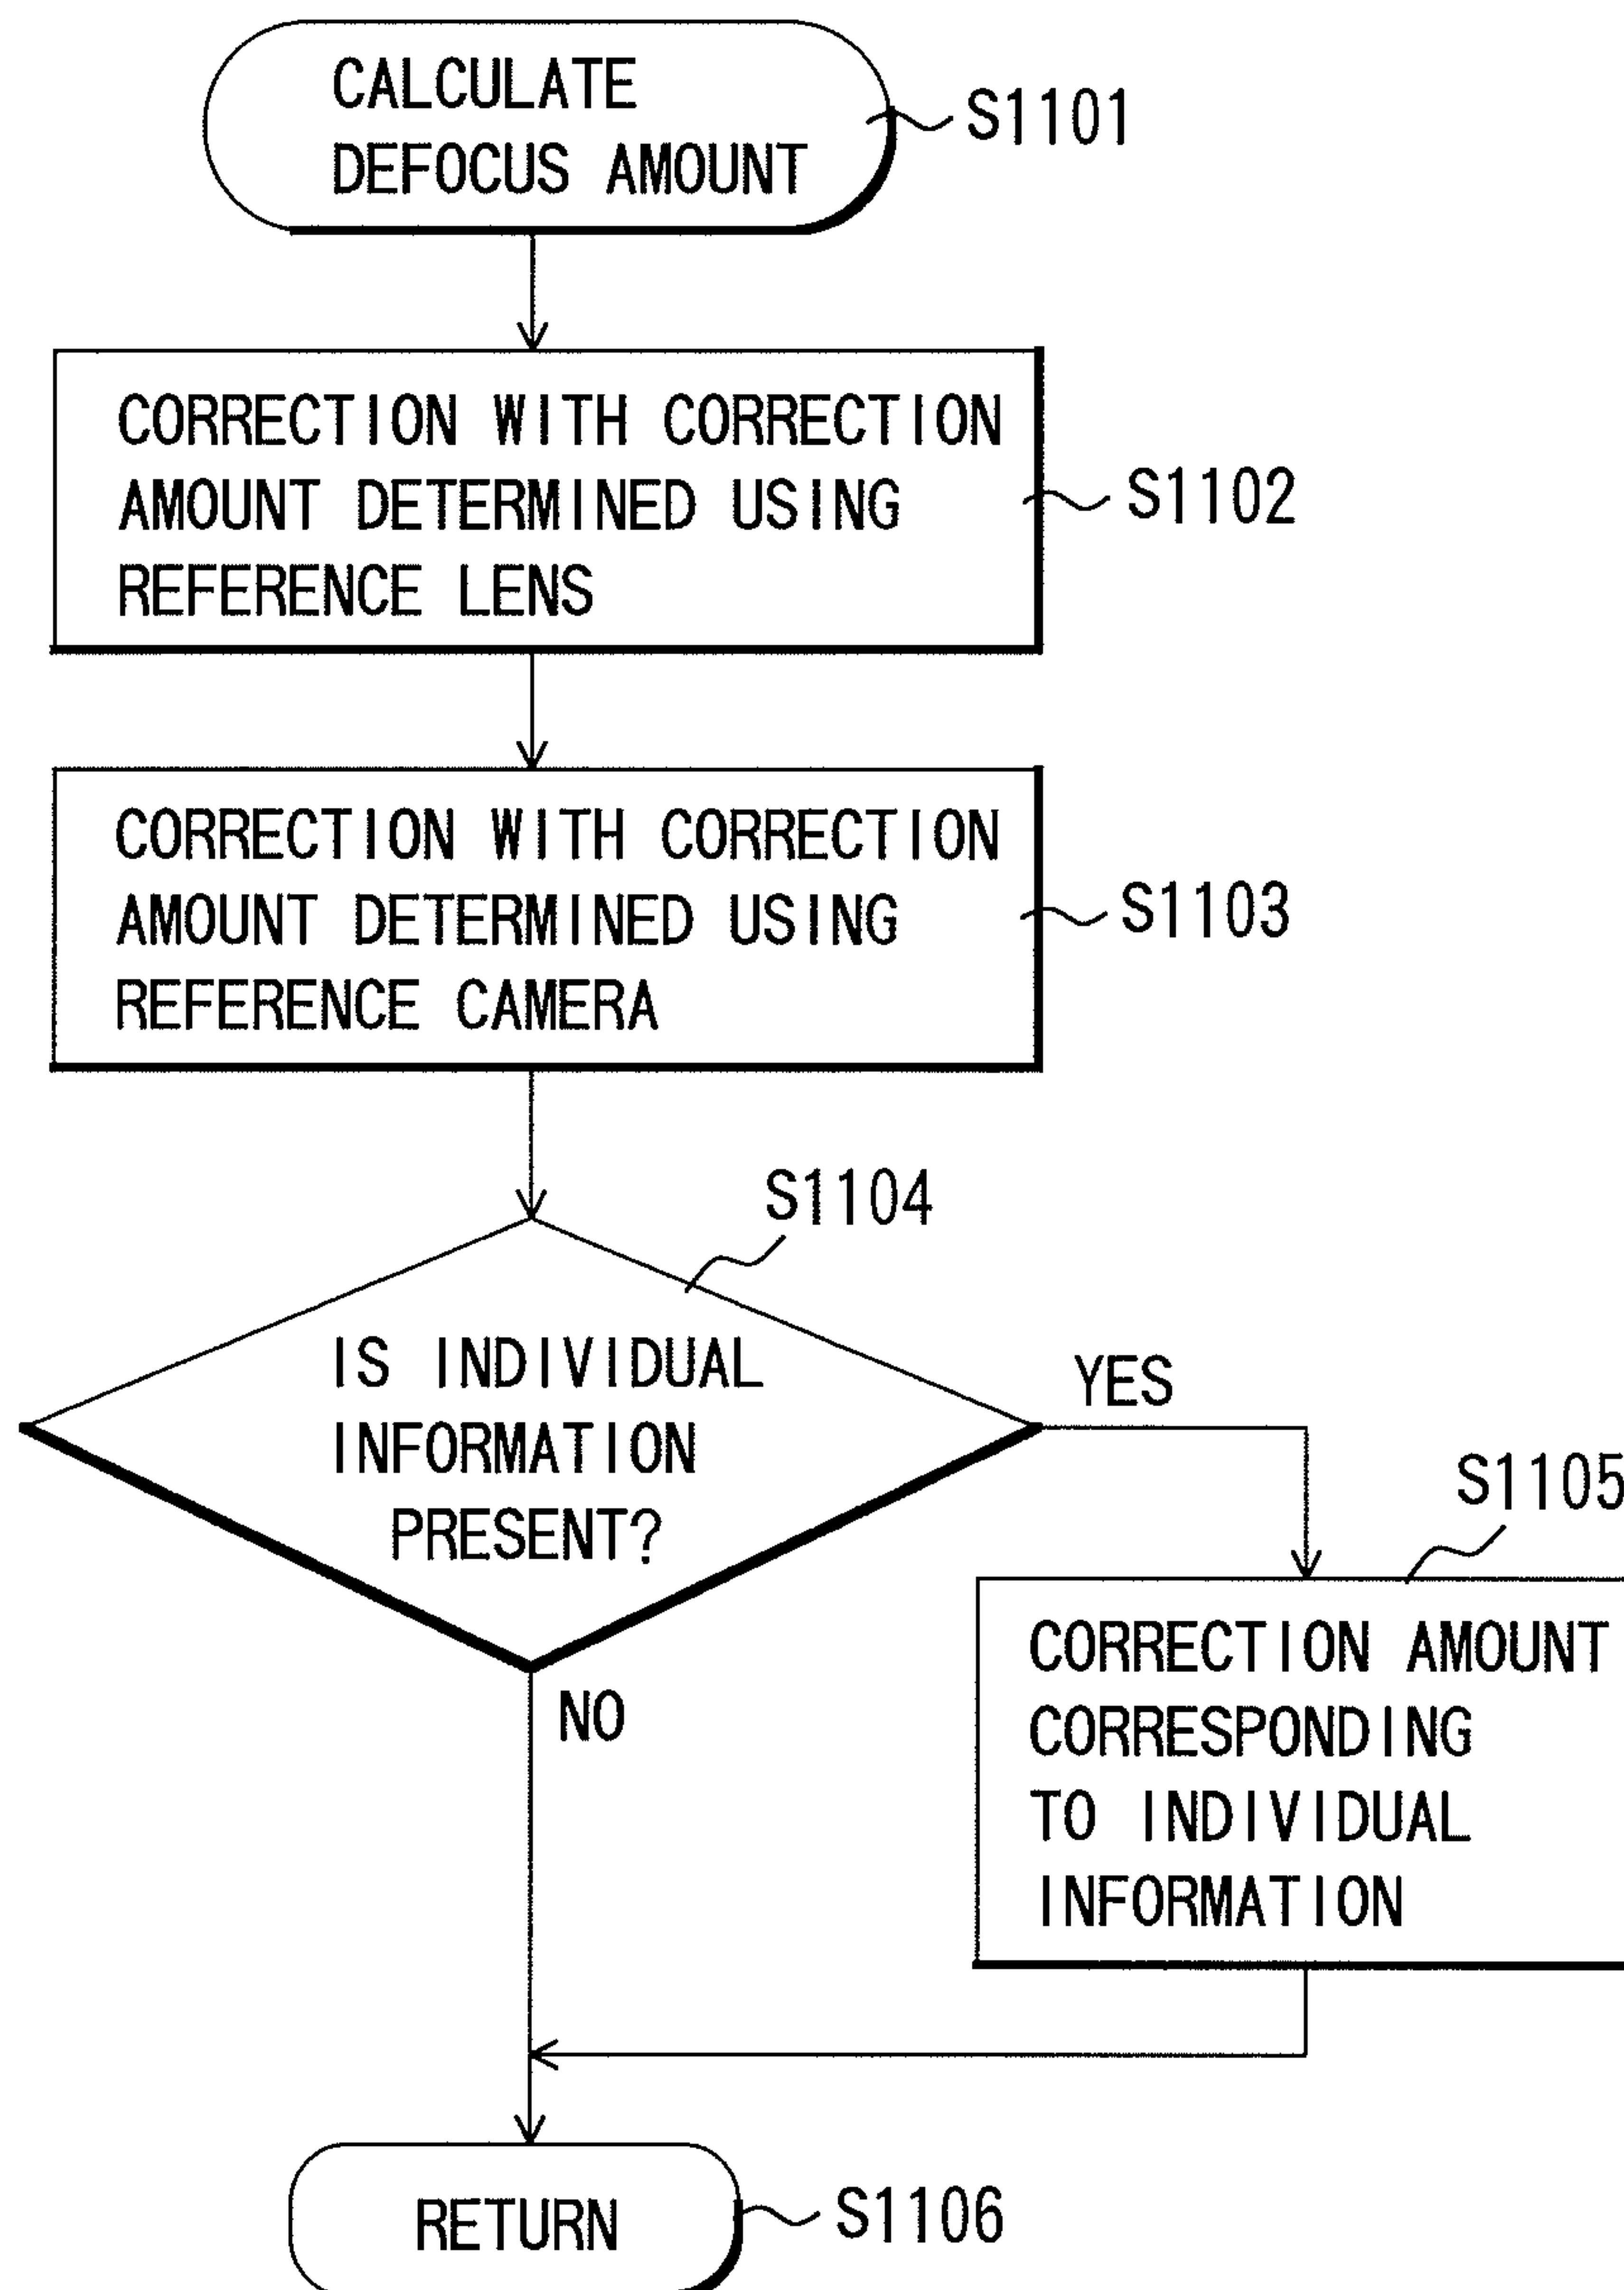 CALCULATE
DEFOCUS AMOUNT
S1101
CORRECTION WITH CORRECTION
AMOUNT DETERMINED USING
REFERENCE LENS
S1102
CORRECTION WITH CORRECTION
AMOUNT DETERMINED USING
REFERENCE CAMERA
S1103
S1104
IS INDIVIDUAL
INFORMATION
PRESENT?
YES
S1105
CORRECTION AMOUNT
CORRESPONDING
TO INDIVIDUAL
INFORMATION
NO
RETURN
S1106